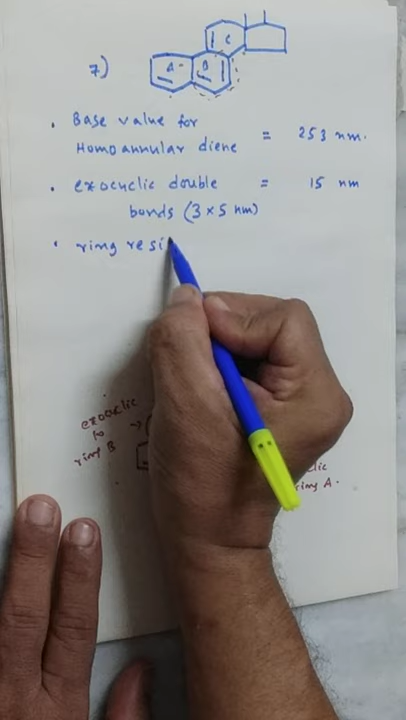 7)
C
A B
• Base value for
Homoannular diene = 253 nm.
• exocyclic double = 15 nm
bonds (3 x 5 nm)
• ring resi
exocyclic
to
ring B
clic
ring A.